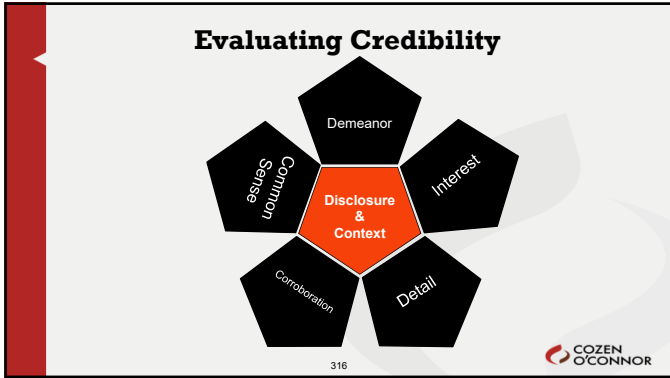 Evaluating Credibility
Demeanor
Common
Sense
Interest
Disclosure
&
Context
Corroboration
Detail
316
COZEN
O'CONNOR